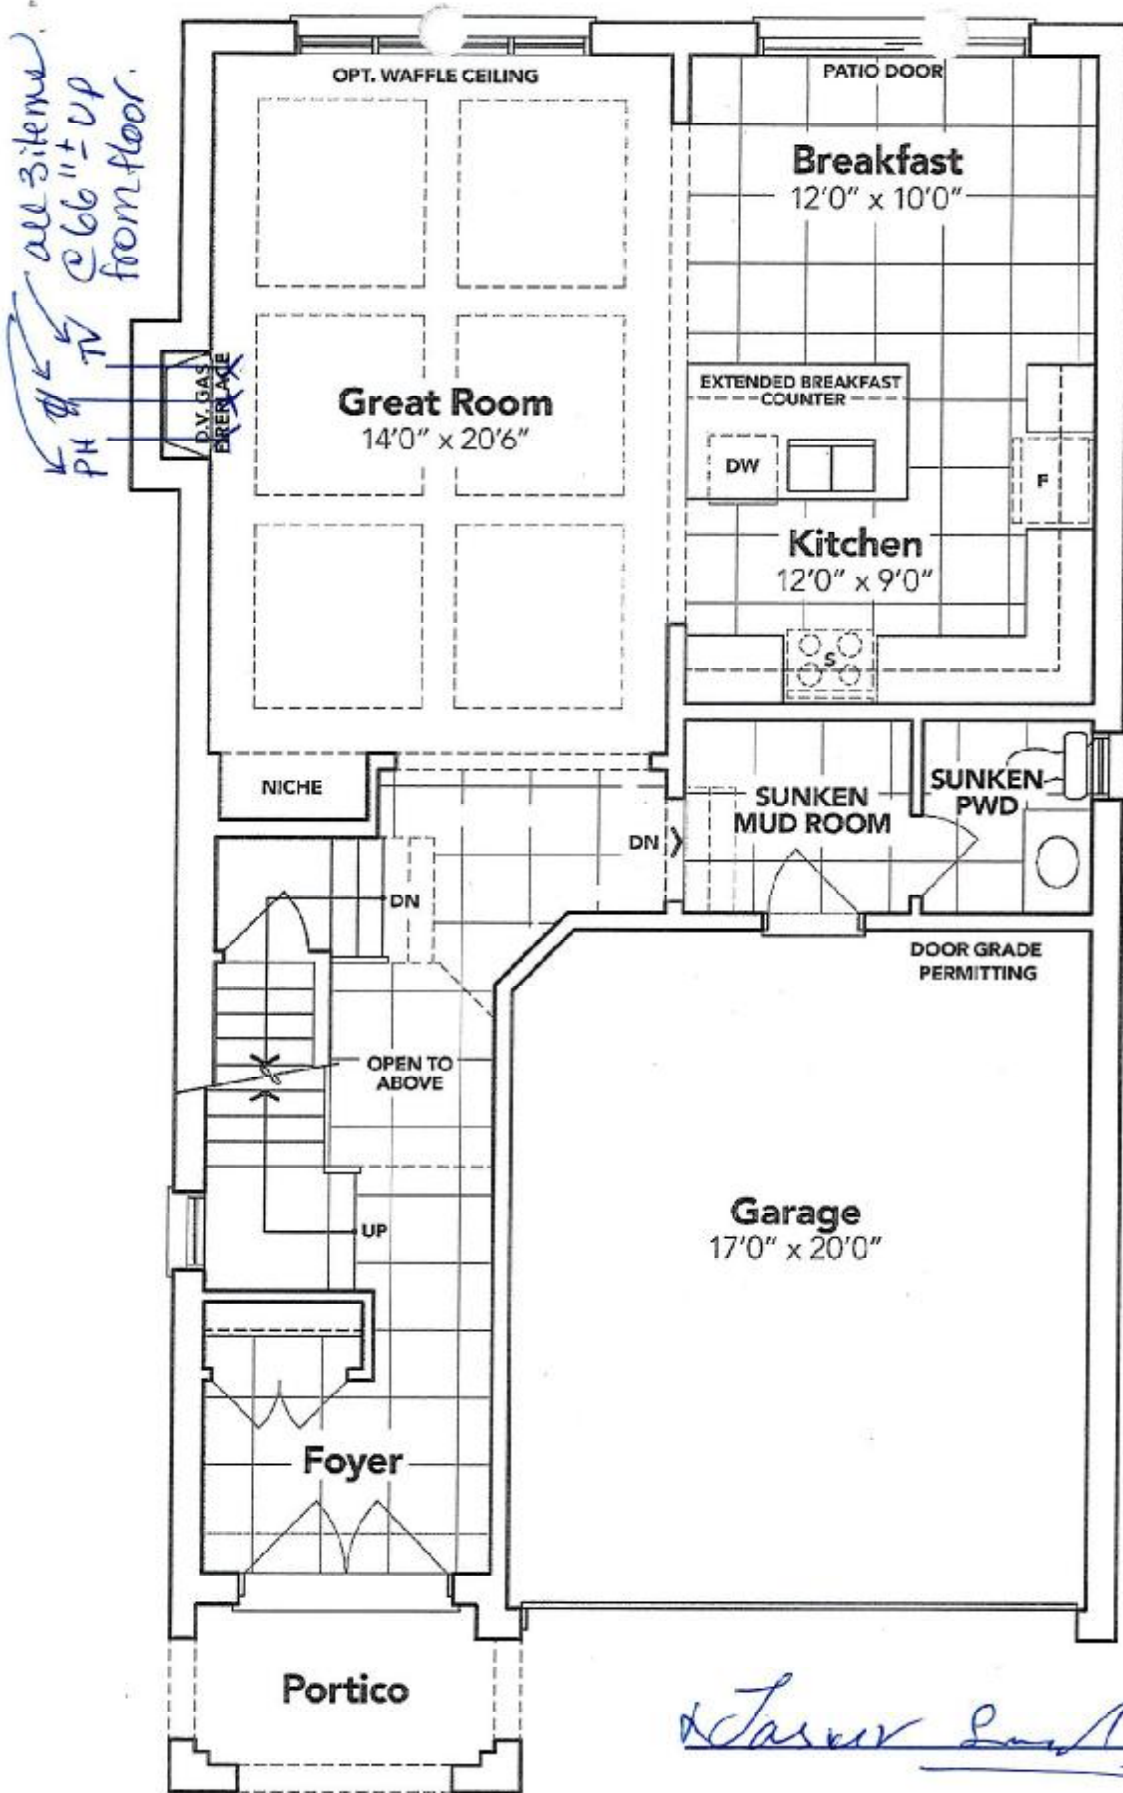 all 3 items.
@ 66"± up
from floor.
TV
PH
OPT. WAFFLE CEILING
PATIO DOOR
Breakfast
12'0" x 10'0"
D.V. GAS
FIREPLACE
Great Room
14'0" x 20'6"
EXTENDED BREAKFAST
COUNTER
DW
F
Kitchen
12'0" x 9'0"
S
NICHE
SUNKEN
MUD ROOM
SUNKEN
PWD
DN
DN
DOOR GRADE
PERMITTING
OPEN TO
ABOVE
UP
Garage
17'0" x 20'0"
Foyer
Portico